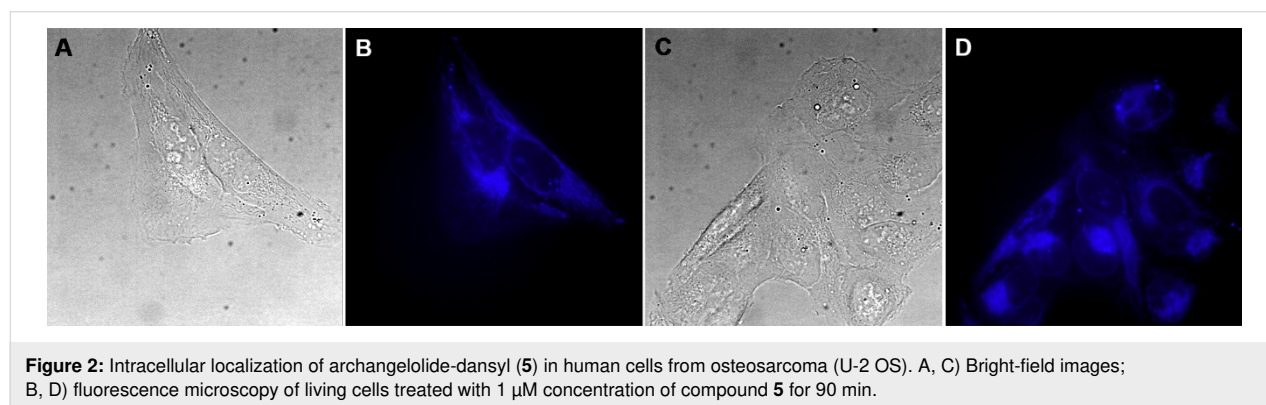 A
B
C
D
Figure 2: Intracellular localization of archangelolide-dansyl (5) in human cells from osteosarcoma (U-2 OS). A, C) Bright-field images;
B, D) fluorescence microscopy of living cells treated with 1 µM concentration of compound 5 for 90 min.